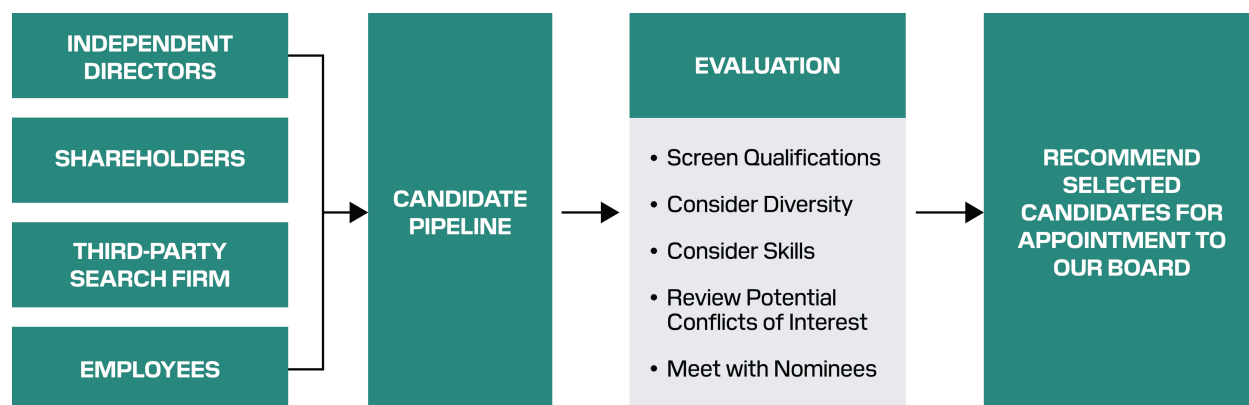 INDEPENDENT
DIRECTORS
SHAREHOLDERS
THIRD-PARTY
SEARCH FIRM
EMPLOYEES
CANDIDATE
PIPELINE
EVALUATION
• Screen Qualifications
• Consider Diversity
• Consider Skills
• Review Potential
Conflicts of Interest
• Meet with Nominees
RECOMMEND
SELECTED
CANDIDATES FOR
APPOINTMENT TO
OUR BOARD